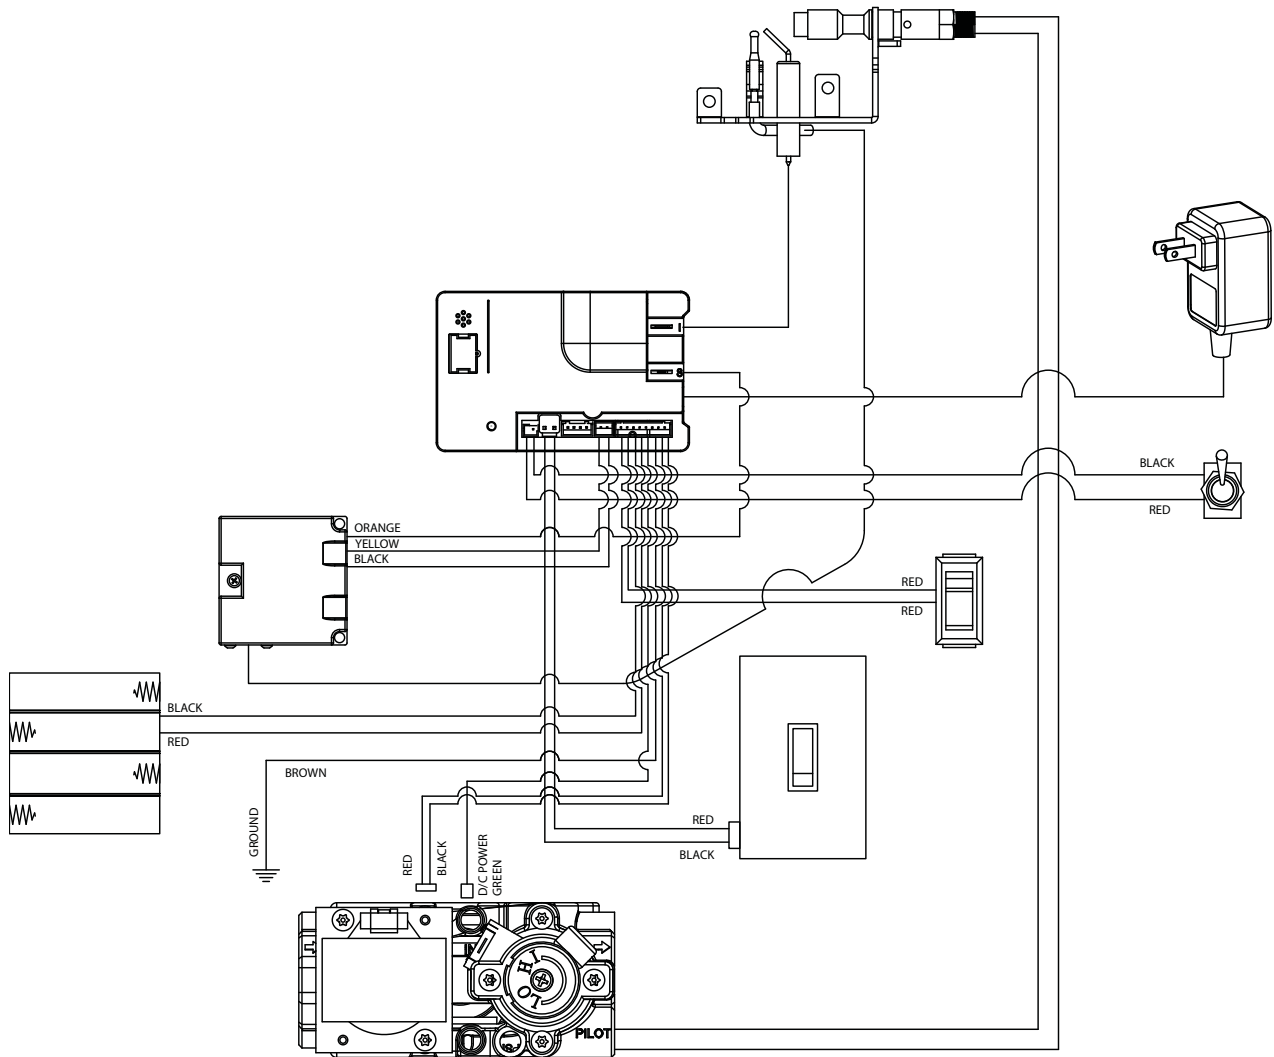 BLACK
RED
ORANGE
YELLOW
BLACK
RED
RED
BLACK
RED
BROWN
GROUND
RED
BLACK
D/C POWER
GREEN
RED
BLACK
HI
LO
PILOT